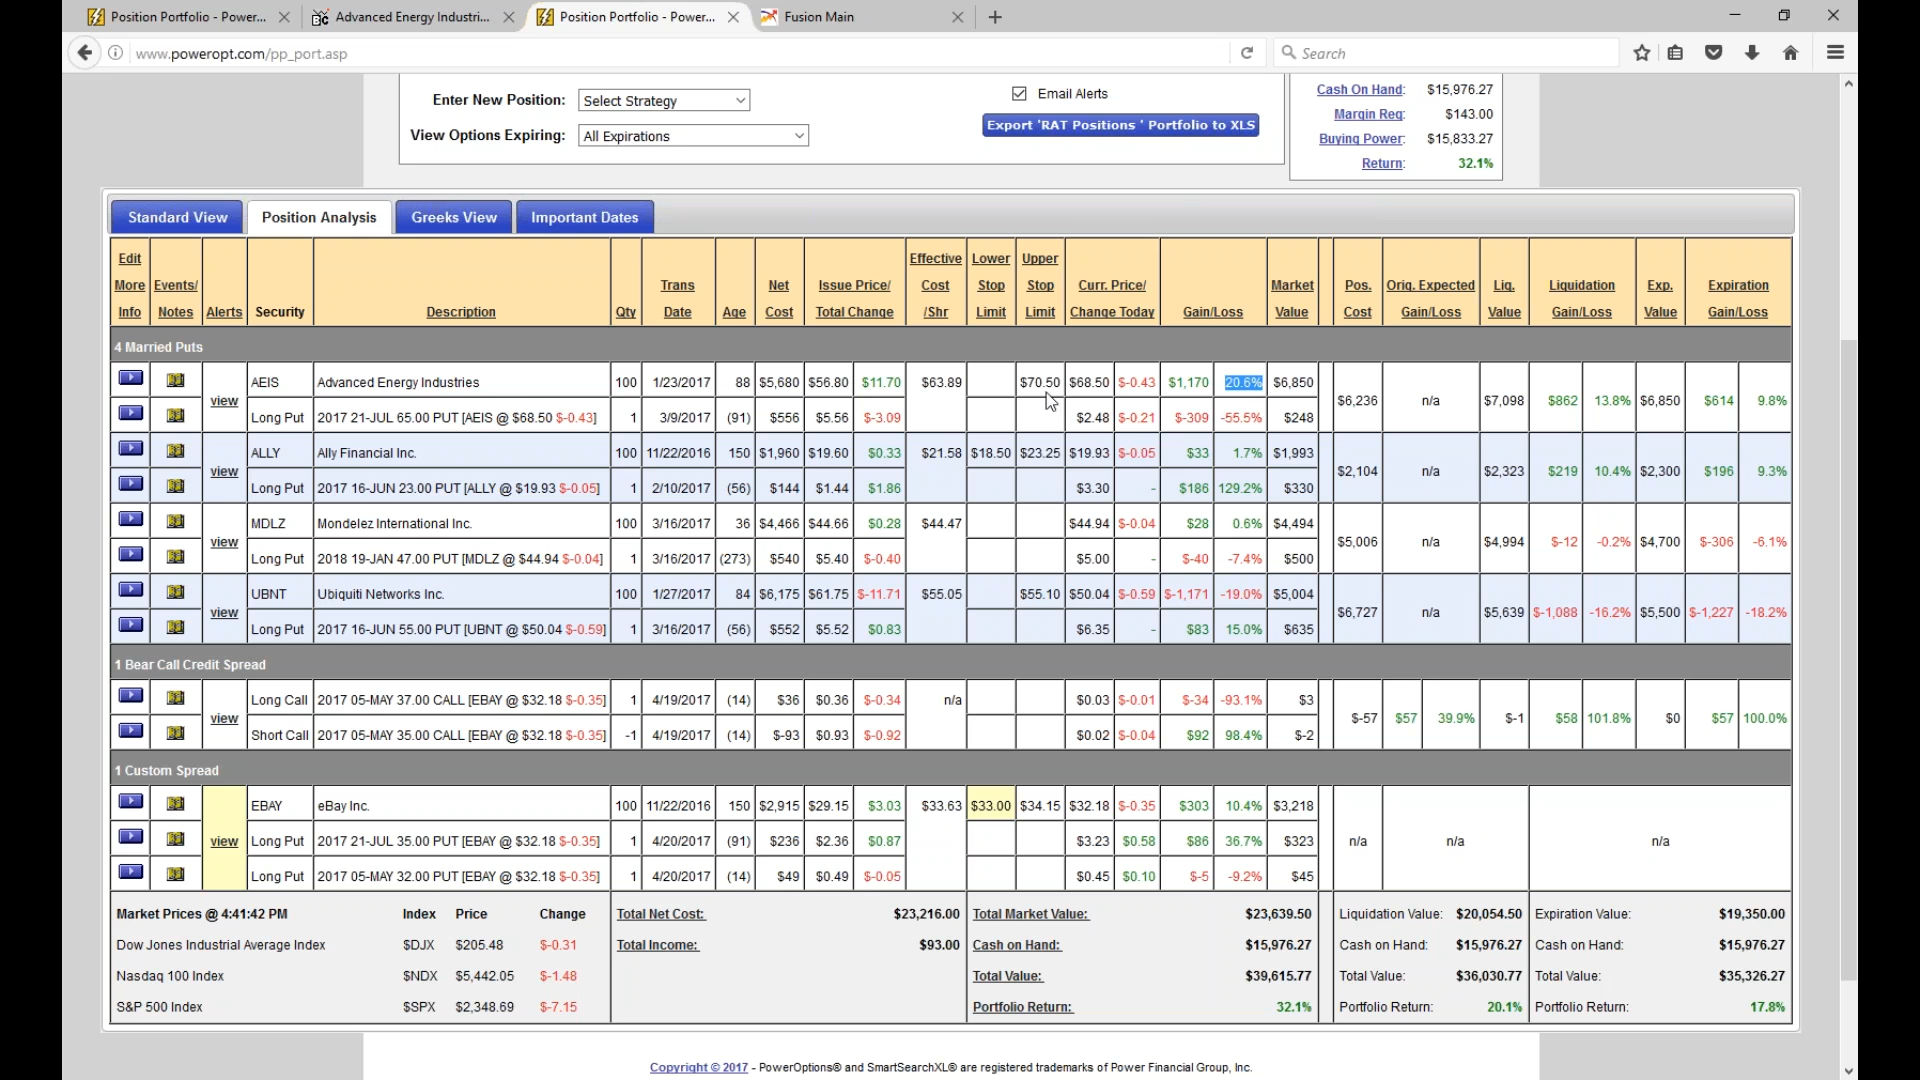 Position Portfolio - Power... Advanced Energy Industri... Position Portfolio - Power... Fusion Main
www.poweropt.com/pp_port.asp Search
Enter New Position: Select Strategy Email Alerts
View Options Expiring: All Expirations Export 'RAT Positions ' Portfolio to XLS
Cash On Hand: $15,976.27
Margin Req: $143.00
Buying Power: $15,833.27
Return: 32.1%
Standard View Position Analysis Greeks View Important Dates
Edit More Info Events/ Notes Alerts Security Description Qty Trans Date Age Net Cost Issue Price/ Total Change Effective Cost /Shr Lower Stop Limit Upper Stop Limit Curr. Price/ Change Today Gain/Loss Market Value Pos. Cost Orig. Expected Gain/Loss Liq. Value Liquidation Gain/Loss Exp. Value Expiration Gain/Loss
4 Married Puts
AEIS Advanced Energy Industries 100 1/23/2017 88 $5,680 $56.80 $11.70 $63.89 $70.50 $68.50 $-0.43 $1,170 20.6% $6,850
view $6,236 n/a $7,098 $862 13.8% $6,850 $614 9.8%
Long Put 2017 21-JUL 65.00 PUT [AEIS @ $68.50 $-0.43] 1 3/9/2017 (91) $556 $5.56 $-3.09 $2.48 $-0.21 $-309 -55.5% $248
ALLY Ally Financial Inc. 100 11/22/2016 150 $1,960 $19.60 $0.33 $21.58 $18.50 $23.25 $19.93 $-0.05 $33 1.7% $1,993
view $2,104 n/a $2,323 $219 10.4% $2,300 $196 9.3%
Long Put 2017 16-JUN 23.00 PUT [ALLY @ $19.93 $-0.05] 1 2/10/2017 (56) $144 $1.44 $1.86 $3.30 - $186 129.2% $330
MDLZ Mondelez International Inc. 100 3/16/2017 36 $4,466 $44.66 $0.28 $44.47 $44.94 $-0.04 $28 0.6% $4,494
view $5,006 n/a $4,994 $-12 -0.2% $4,700 $-306 -6.1%
Long Put 2018 19-JAN 47.00 PUT [MDLZ @ $44.94 $-0.04] 1 3/16/2017 (273) $540 $5.40 $-0.40 $5.00 - $-40 -7.4% $500
UBNT Ubiquiti Networks Inc. 100 1/27/2017 84 $6,175 $61.75 $-11.71 $55.05 $55.10 $50.04 $-0.59 $-1,171 -19.0% $5,004
view $6,727 n/a $5,639 $-1,088 -16.2% $5,500 $-1,227 -18.2%
Long Put 2017 16-JUN 55.00 PUT [UBNT @ $50.04 $-0.59] 1 3/16/2017 (56) $552 $5.52 $0.83 $6.35 - $83 15.0% $635
1 Bear Call Credit Spread
Long Call 2017 05-MAY 37.00 CALL [EBAY @ $32.18 $-0.35] 1 4/19/2017 (14) $36 $0.36 $-0.34 n/a $0.03 $-0.01 $-34 -93.1% $3
view $-57 $57 39.9% $-1 $58 101.8% $0 $57 100.0%
Short Call 2017 05-MAY 35.00 CALL [EBAY @ $32.18 $-0.35] -1 4/19/2017 (14) $-93 $0.93 $-0.92 $0.02 $-0.04 $92 98.4% $-2
1 Custom Spread
EBAY eBay Inc. 100 11/22/2016 150 $2,915 $29.15 $3.03 $33.63 $33.00 $34.15 $32.18 $-0.35 $303 10.4% $3,218
view Long Put 2017 21-JUL 35.00 PUT [EBAY @ $32.18 $-0.35] 1 4/20/2017 (91) $236 $2.36 $0.87 $3.23 $0.58 $86 36.7% $323 n/a n/a n/a
Long Put 2017 05-MAY 32.00 PUT [EBAY @ $32.18 $-0.35] 1 4/20/2017 (14) $49 $0.49 $-0.05 $0.45 $0.10 $-5 -9.2% $45
Market Prices @ 4:41:42 PM Index Price Change Total Net Cost: $23,216.00 Total Market Value: $23,639.50 Liquidation Value: $20,054.50 Expiration Value: $19,350.00
Dow Jones Industrial Average Index $DJX $205.48 $-0.31 Total Income: $93.00 Cash on Hand: $15,976.27 Cash on Hand: $15,976.27 Cash on Hand: $15,976.27
Nasdaq 100 Index $NDX $5,442.05 $-1.48 Total Value: $39,615.77 Total Value: $36,030.77 Total Value: $35,326.27
S&P 500 Index $SPX $2,348.69 $-7.15 Portfolio Return: 32.1% Portfolio Return: 20.1% Portfolio Return: 17.8%
Copyright © 2017 - PowerOptions® and SmartSearchXL® are registered trademarks of Power Financial Group, Inc.